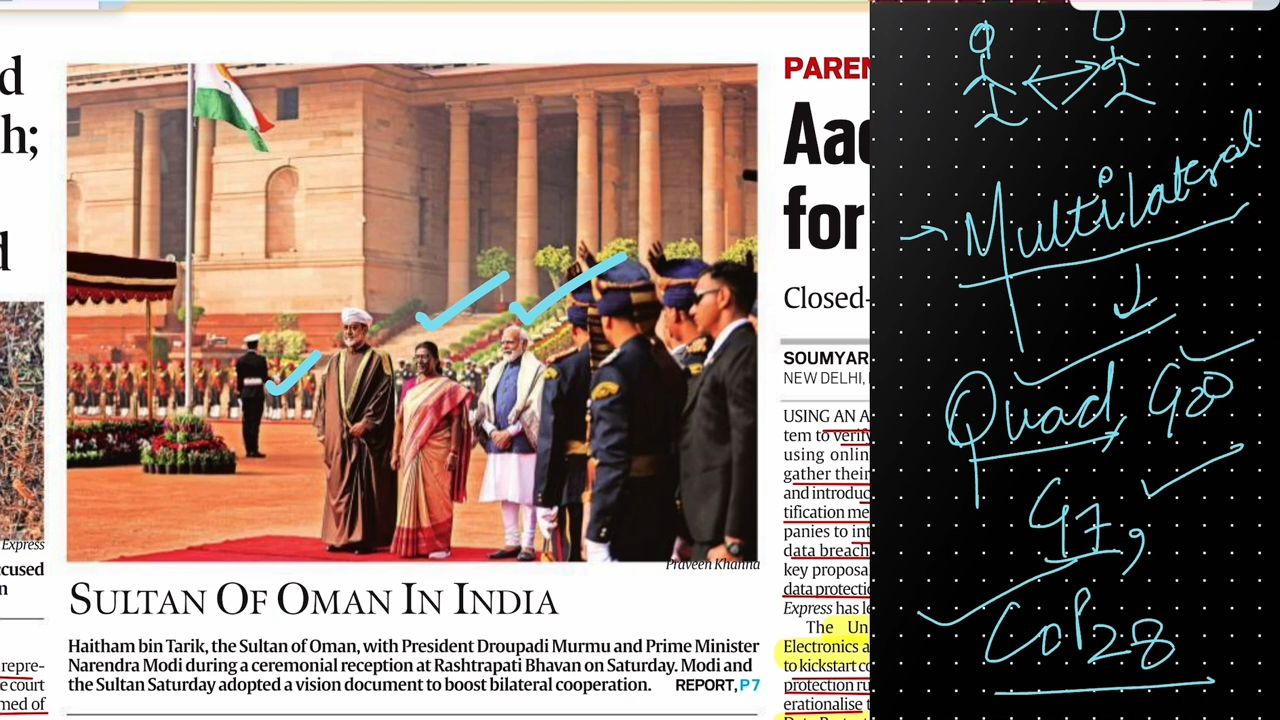 d
h;
d
Express
ccused
n
repre-
e court
med of
Praveen Khanna
SULTAN OF OMAN IN INDIA
Haitham bin Tarik, the Sultan of Oman, with President Droupadi Murmu and Prime Minister
Narendra Modi during a ceremonial reception at Rashtrapati Bhavan on Saturday. Modi and
the Sultan Saturday adopted a vision document to boost bilateral cooperation. REPORT, P7
PAREN
Aad
for
Closed-
SOUMYAR
NEW DELHI,
USING AN A
tem to verify
using onlin
gather their
and introduc
tification me
panies to int
data breach
key proposa
data protecti
Express has le
The Un
Electronics a
to kickstart co
protection ru
erationalise t
Multilateral
Quad, G20
G7,
CoP28